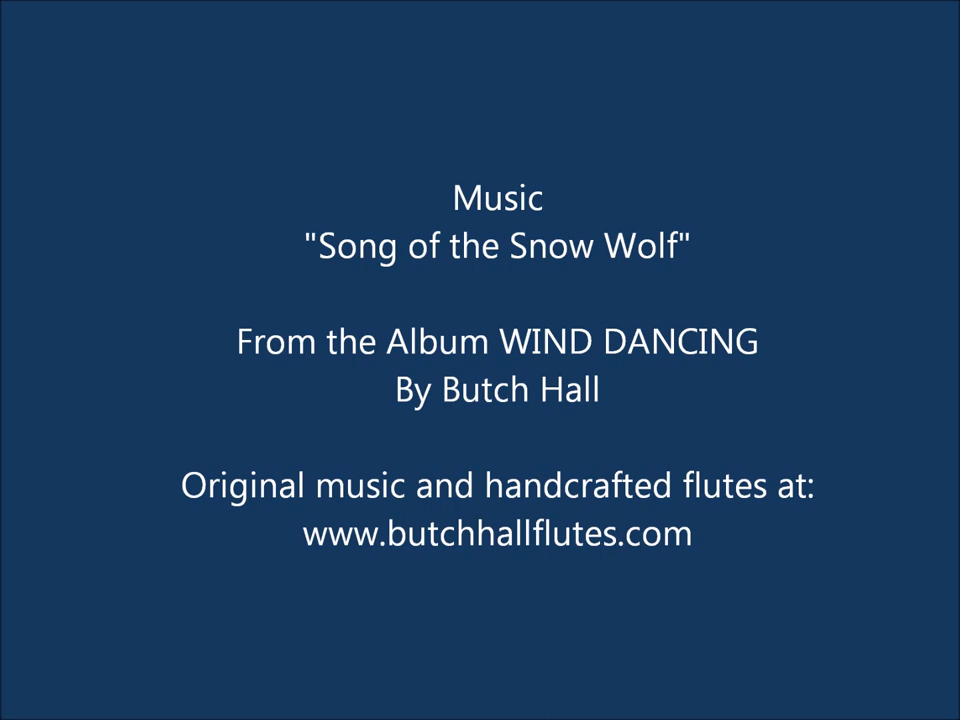 Music
"Song of the Snow Wolf"
From the Album WIND DANCING
By Butch Hall
Original music and handcrafted flutes at:
www.butchhallflutes.com